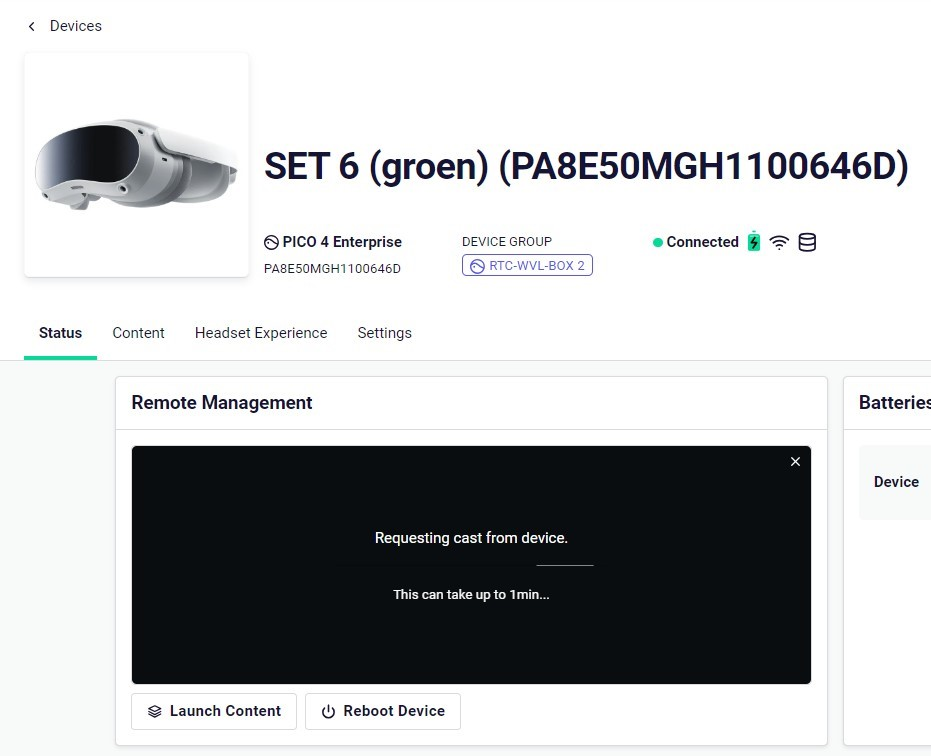 Devices
SET 6 (groen) (PA8E50MGH1100646D)
PICO 4 Enterprise
PA8E50MGH1100646D
DEVICE GROUP
RTC-WVL-BOX 2
Connected
Status Content Headset Experience Settings
Remote Management
Requesting cast from device.
This can take up to 1min...
Launch Content Reboot Device
Batteries
Device